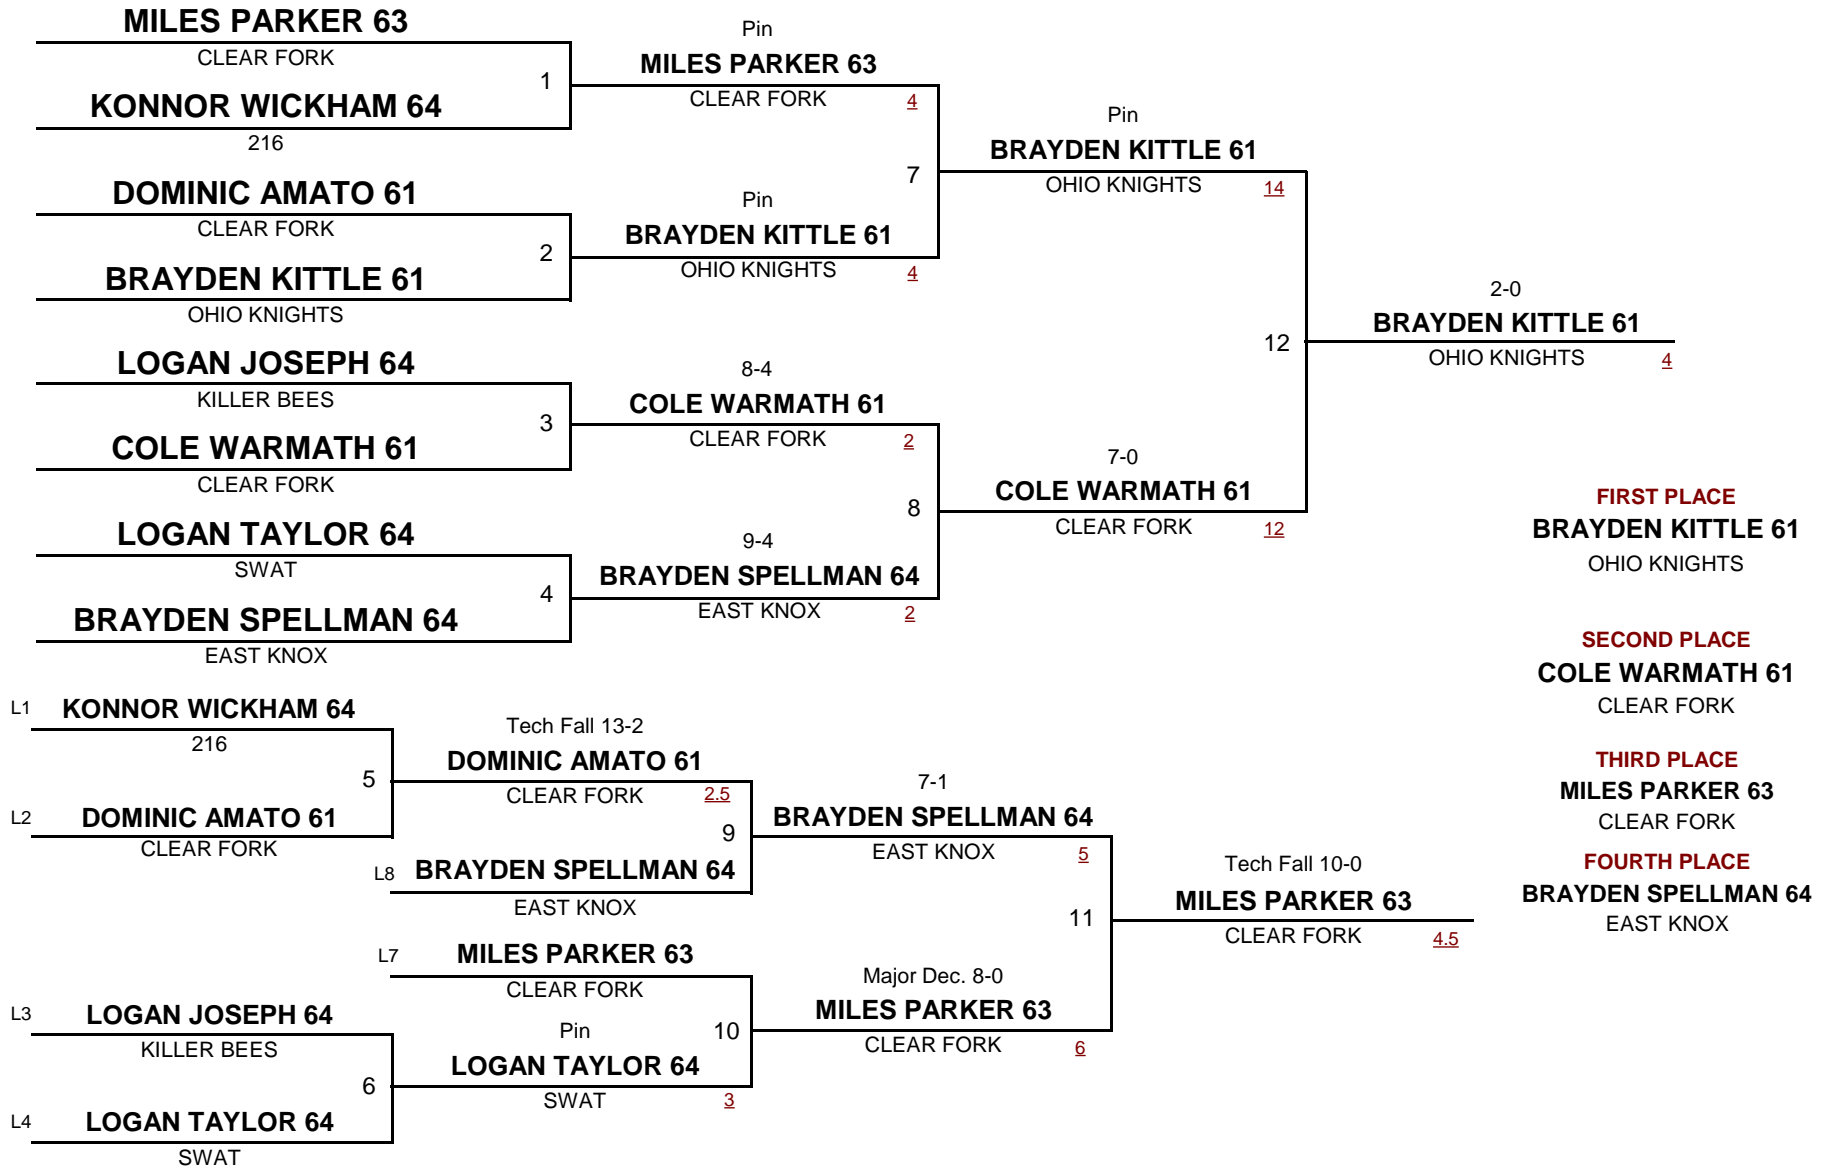 MILES PARKER 63
CLEAR FORK
1
KONNOR WICKHAM 64
216
DOMINIC AMATO 61
CLEAR FORK
2
BRAYDEN KITTLE 61
OHIO KNIGHTS
LOGAN JOSEPH 64
KILLER BEES
3
COLE WARMATH 61
CLEAR FORK
LOGAN TAYLOR 64
SWAT
4
BRAYDEN SPELLMAN 64
EAST KNOX
Pin
MILES PARKER 63
CLEAR FORK 4
7
Pin
BRAYDEN KITTLE 61
OHIO KNIGHTS 4
8-4
COLE WARMATH 61
CLEAR FORK 2
8
9-4
BRAYDEN SPELLMAN 64
EAST KNOX 2
Pin
BRAYDEN KITTLE 61
OHIO KNIGHTS 14
12
7-0
COLE WARMATH 61
CLEAR FORK 12
2-0
BRAYDEN KITTLE 61
OHIO KNIGHTS 4
FIRST PLACE
BRAYDEN KITTLE 61
OHIO KNIGHTS
SECOND PLACE
COLE WARMATH 61
CLEAR FORK
THIRD PLACE
MILES PARKER 63
CLEAR FORK
FOURTH PLACE
BRAYDEN SPELLMAN 64
EAST KNOX
L1 KONNOR WICKHAM 64
216
5
L2 DOMINIC AMATO 61
CLEAR FORK
L3 LOGAN JOSEPH 64
KILLER BEES
6
L4 LOGAN TAYLOR 64
SWAT
Tech Fall 13-2
DOMINIC AMATO 61
CLEAR FORK 2.5
9
L8 BRAYDEN SPELLMAN 64
EAST KNOX
L7 MILES PARKER 63
CLEAR FORK
10
Pin
LOGAN TAYLOR 64
SWAT 3
7-1
BRAYDEN SPELLMAN 64
EAST KNOX 5
11
Major Dec. 8-0
MILES PARKER 63
CLEAR FORK 6
Tech Fall 10-0
MILES PARKER 63
CLEAR FORK 4.5